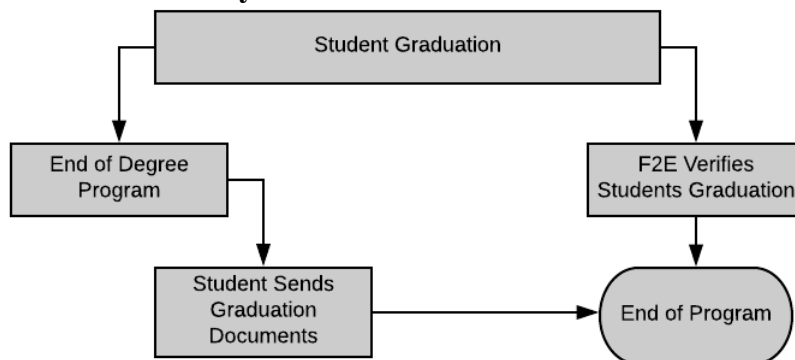 Student Graduation
End of Degree
Program
F2E Verifies
Students Graduation
Student Sends
Graduation
Documents
End of Program